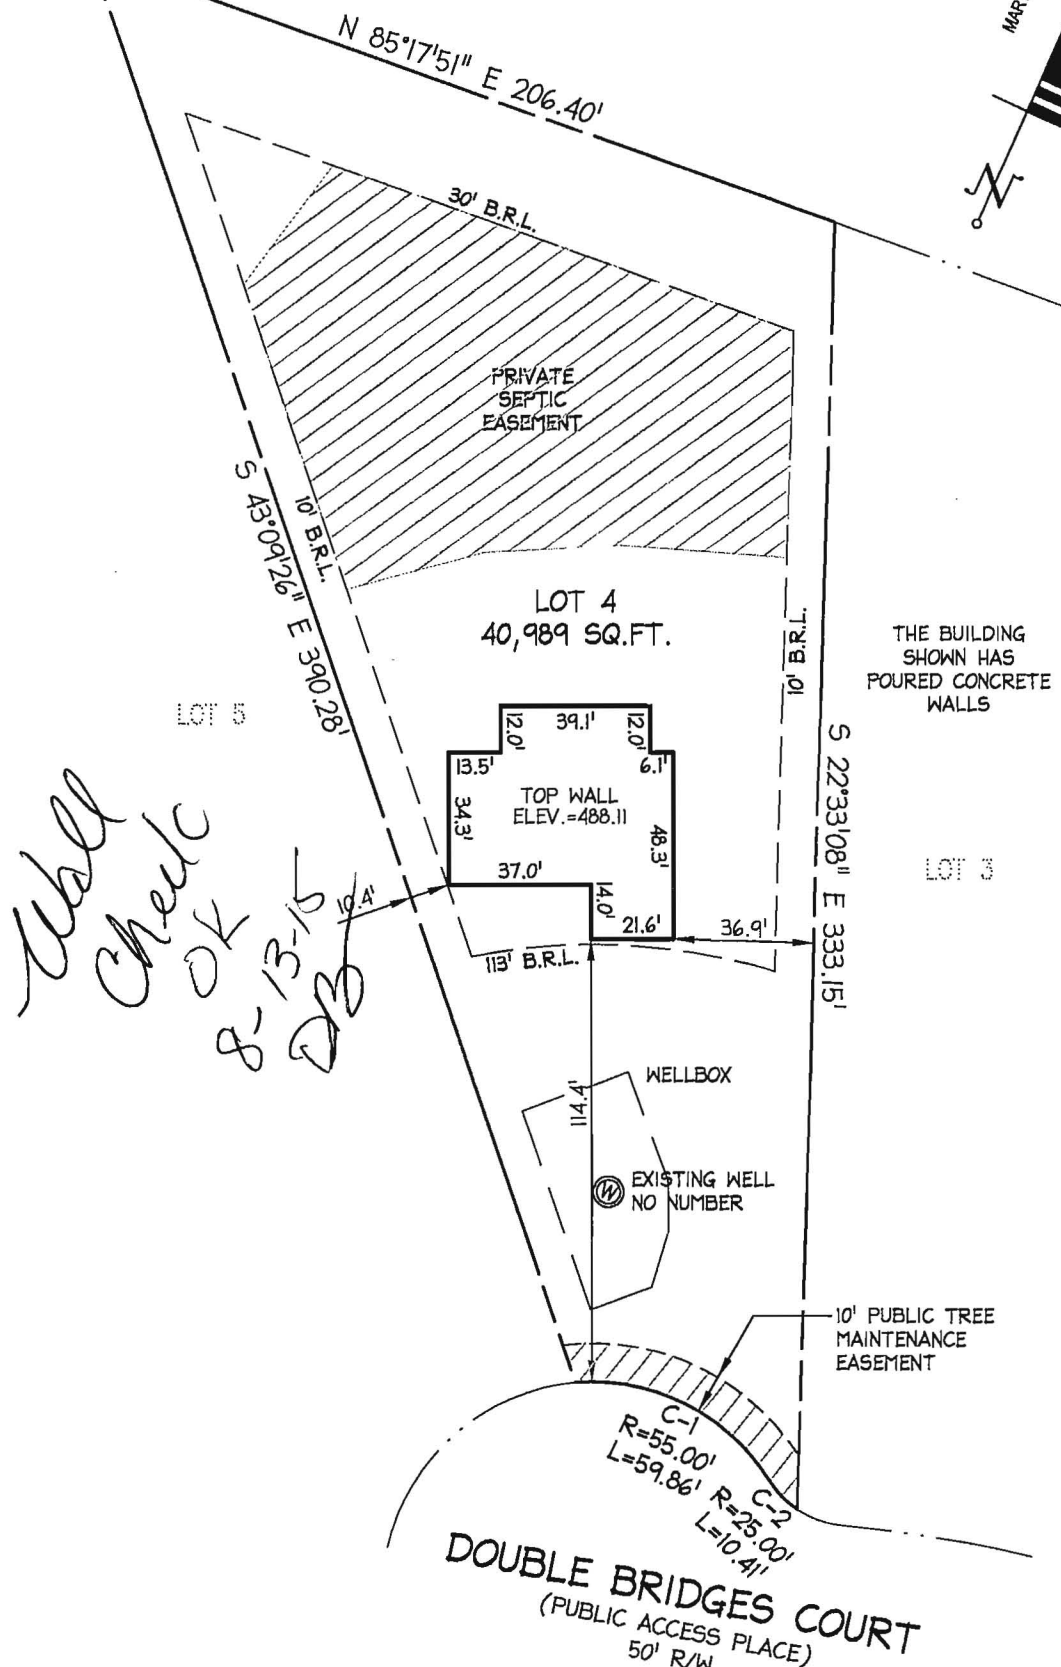 MAR
N 85°17'51" E 206.40'
N
30' B.R.L.
PRIVATE
SEPTIC
EASEMENT
S 43°09'26" E 390.28'
10' B.R.L.
LOT 4
40,989 SQ.FT.
10' B.R.L.
THE BUILDING
SHOWN HAS
POURED CONCRETE
WALLS
LOT 5
12.0'
39.1'
12.0'
13.5'
6.1'
TOP WALL
ELEV.=488.11
34.3'
48.3'
S 22°33'08" E 333.15'
LOT 3
37.0'
14.0'
21.6'
36.9'
10.4'
113' B.R.L.
Wall
Check
OK
8-13-15
114.4'
WELLBOX
W
EXISTING WELL
NO NUMBER
10' PUBLIC TREE
MAINTENANCE
EASEMENT
C-1
R=55.00'
L=59.86'
C-2
R=25.00'
L=10.41'
DOUBLE BRIDGES COURT
(PUBLIC ACCESS PLACE)
50' R/W